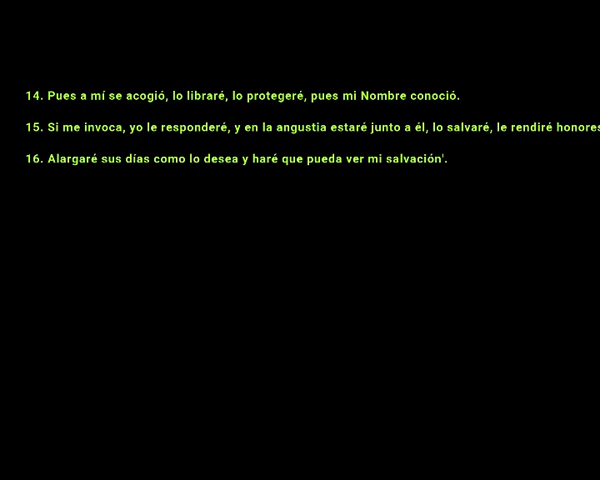 14. Pues a mí se acogió, lo libraré, lo protegeré, pues mi Nombre conoció.
15. Si me invoca, yo le responderé, y en la angustia estaré junto a él, lo salvaré, le rendiré honores
16. Alargaré sus días como lo desea y haré que pueda ver mi salvación'.